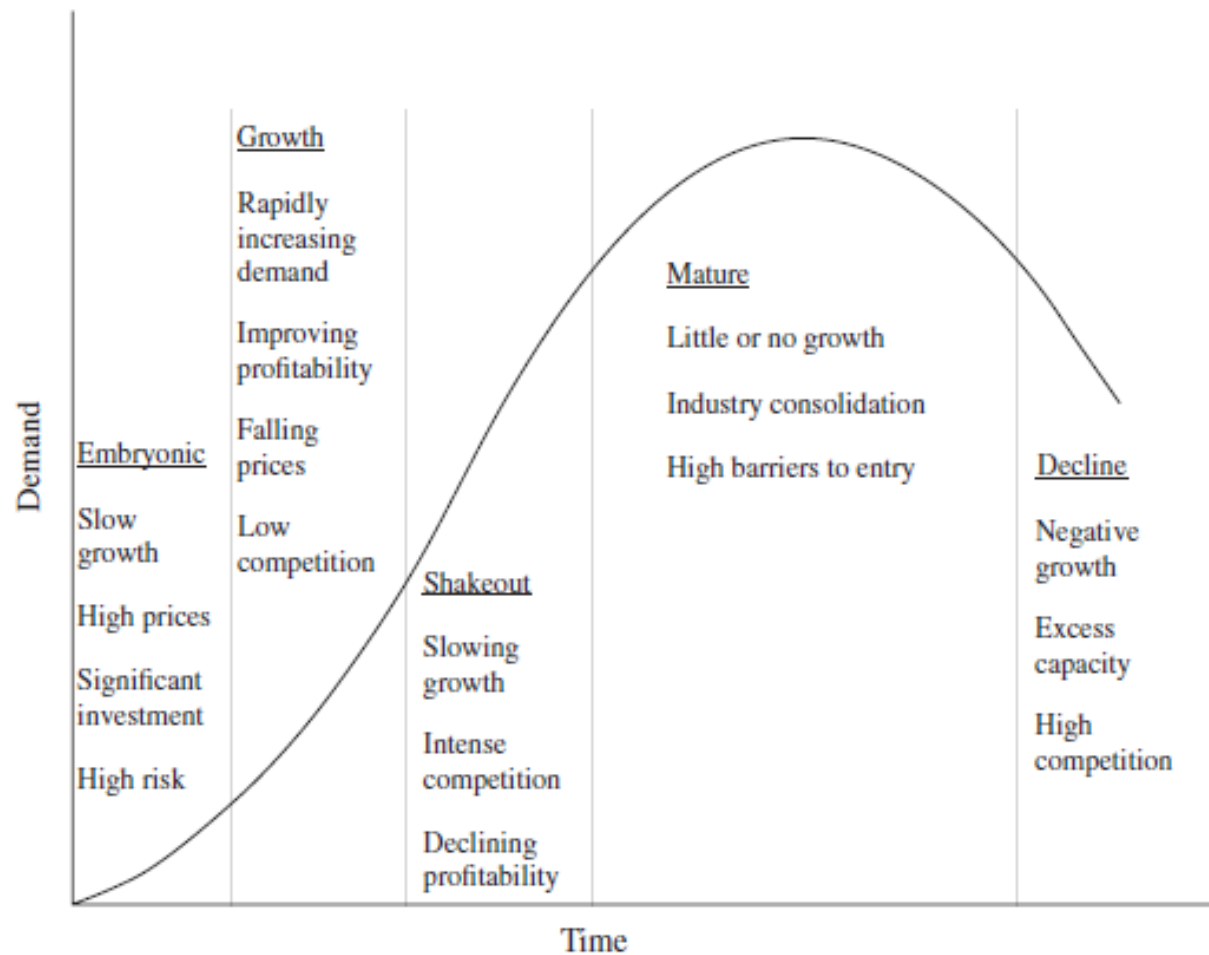 Demand
Embryonic
Slow
growth
High prices
Significant
investment
High risk
Growth
Rapidly
increasing
demand
Improving
profitability
Falling
prices
Low
competition
Shakeout
Slowing
growth
Intense
competition
Declining
profitability
Mature
Little or no growth
Industry consolidation
High barriers to entry
Decline
Negative
growth
Excess
capacity
High
competition
Time